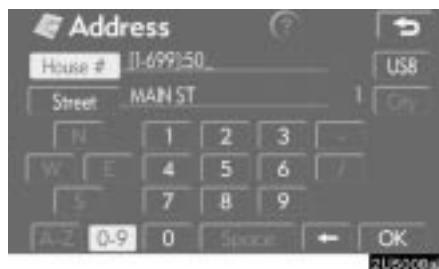 Address ?
House # [1-699]:50_ US8
Street MAIN ST 1 City
N 1 2 3 -
W E 4 5 6 /
S 7 8 9
A-Z 0-9 0 Space ← OK
2U5008a